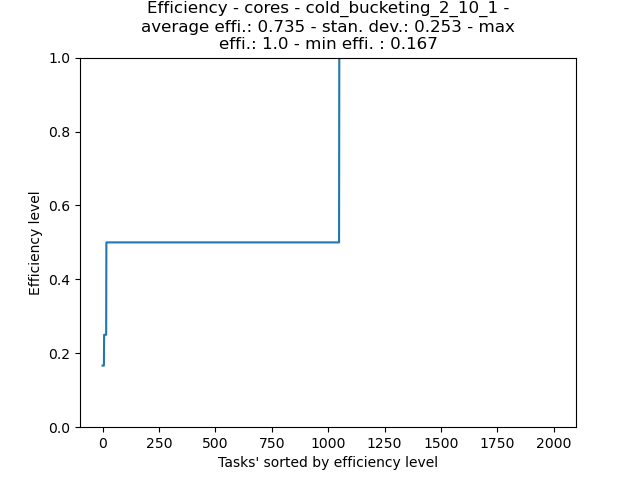 Efficiency - cores - cold_bucketing_2_10_1 -
average effi.: 0.735 - stan. dev.: 0.253 - max
effi.: 1.0 - min effi. : 0.167
1.0
0.8
0.6
0.4
0.2
0.0
Efficiency level
0 250 500 750 1000 1250 1500 1750 2000
Tasks' sorted by efficiency level